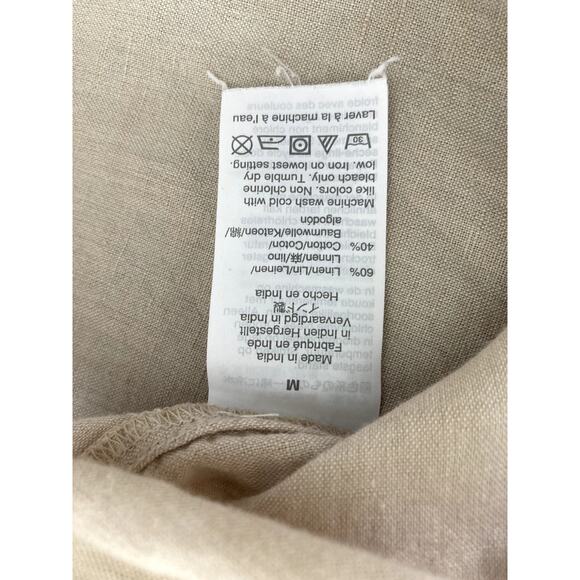 M
Made in India
Fabriqué en Inde
in Indien Hergestellt
Vervaardigd in India
インド製
Hecho en India
60% Linen/Lin/Leinen/
Linnen/麻/lino
40% Cotton/Coton/
Baumwolle/Katoen/綿/
algodón
Machine wash cold with
like colors. Non chlorine
bleach only. Tumble dry
low. Iron on lowest setting.
30
Laver à la machine à l'eau
froide avec des couleurs